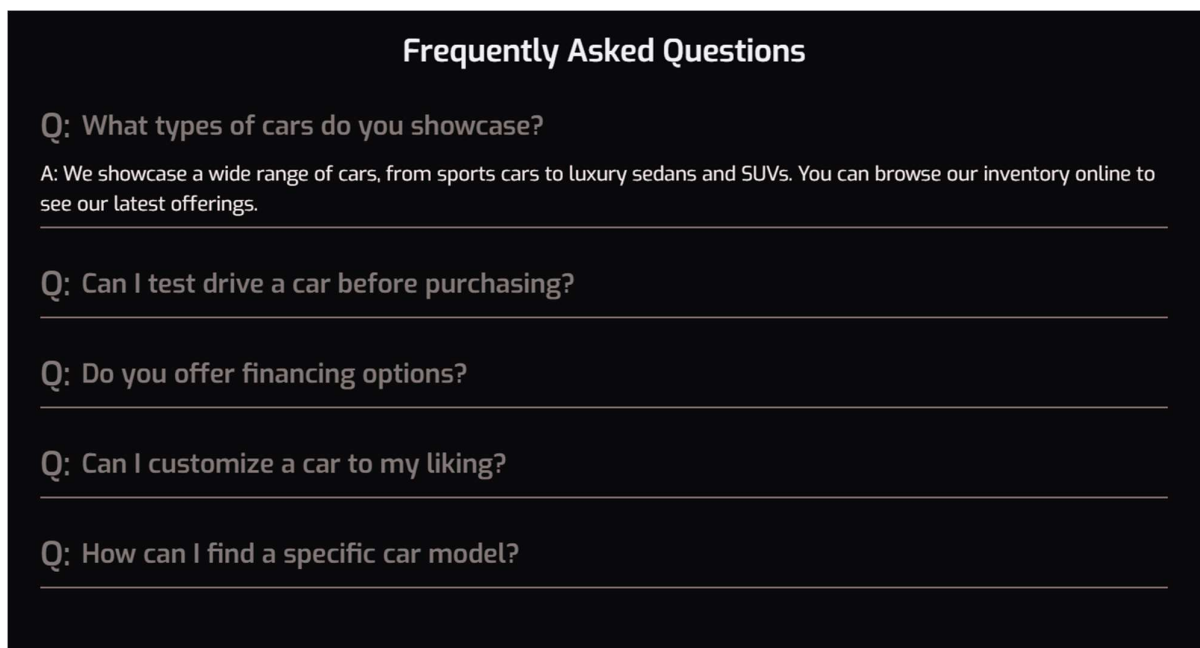 Frequently Asked Questions
Q: What types of cars do you showcase?
A: We showcase a wide range of cars, from sports cars to luxury sedans and SUVs. You can browse our inventory online to
see our latest offerings.
Q: Can I test drive a car before purchasing?
Q: Do you offer financing options?
Q: Can I customize a car to my liking?
Q: How can I find a specific car model?